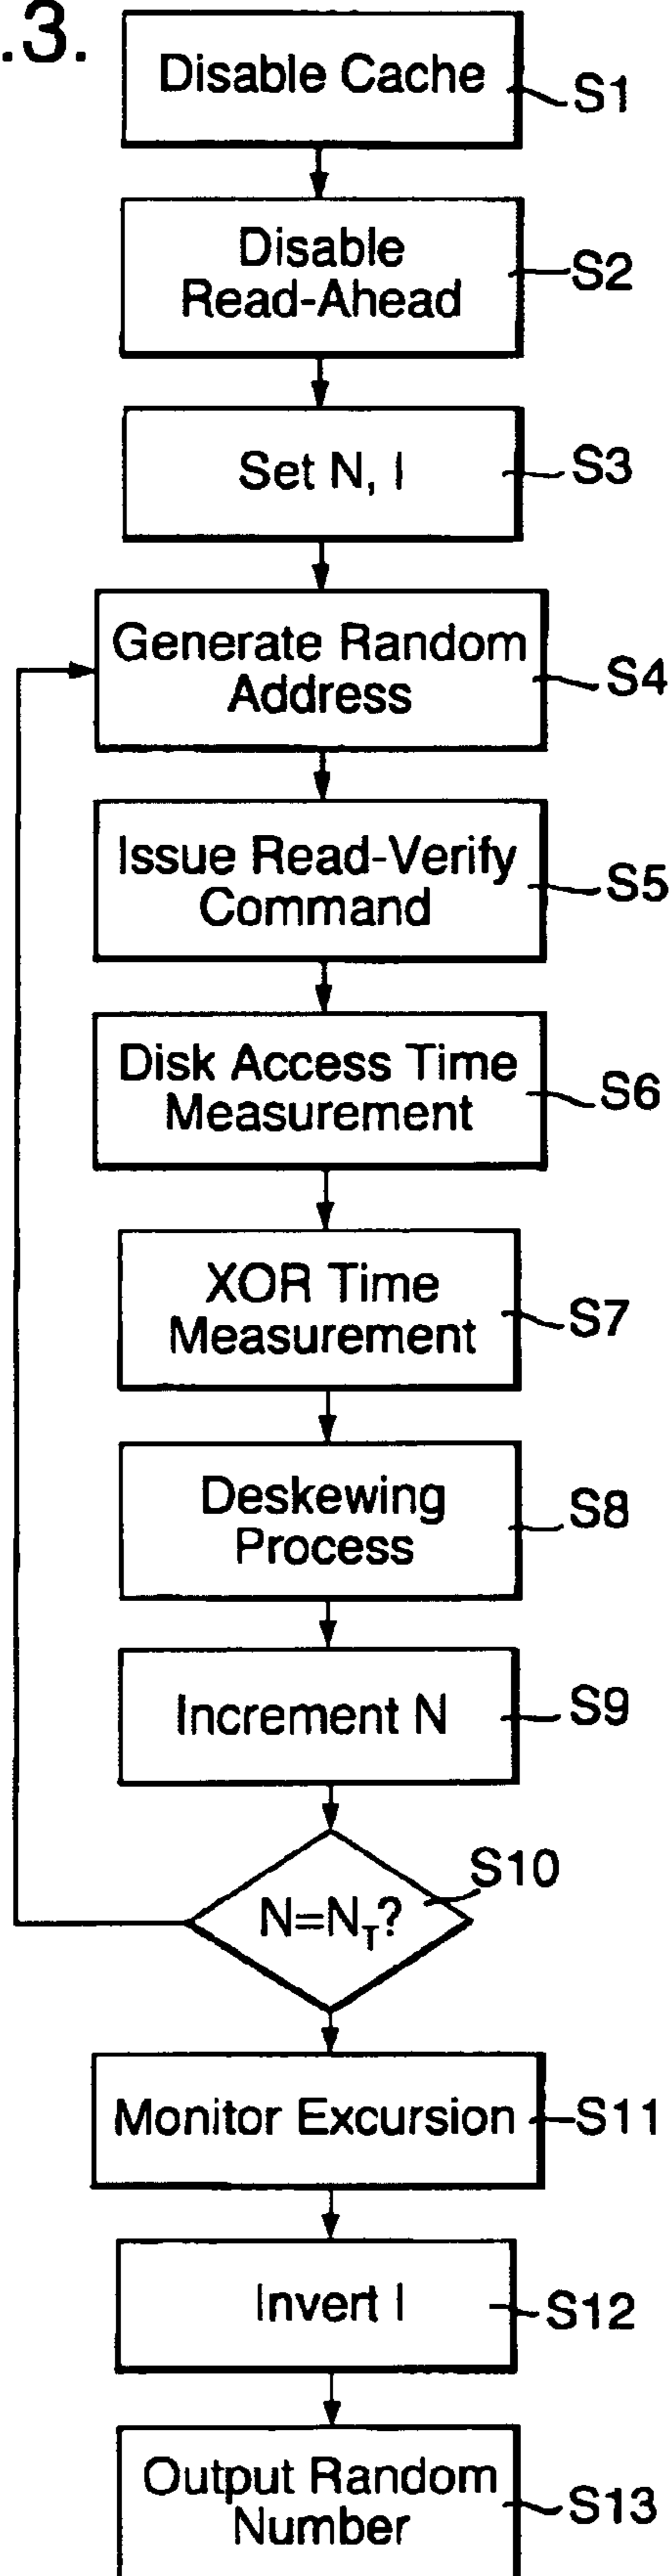 .3.
Disable Cache
S1
Disable
Read-Ahead
S2
Set N, I
S3
Generate Random
Address
S4
Issue Read-Verify
Command
S5
Disk Access Time
Measurement
S6
XOR Time
Measurement
S7
Deskewing
Process
S8
Increment N
S9
S10
N=N_T?
Monitor Excursion
S11
Invert I
S12
Output Random
Number
S13